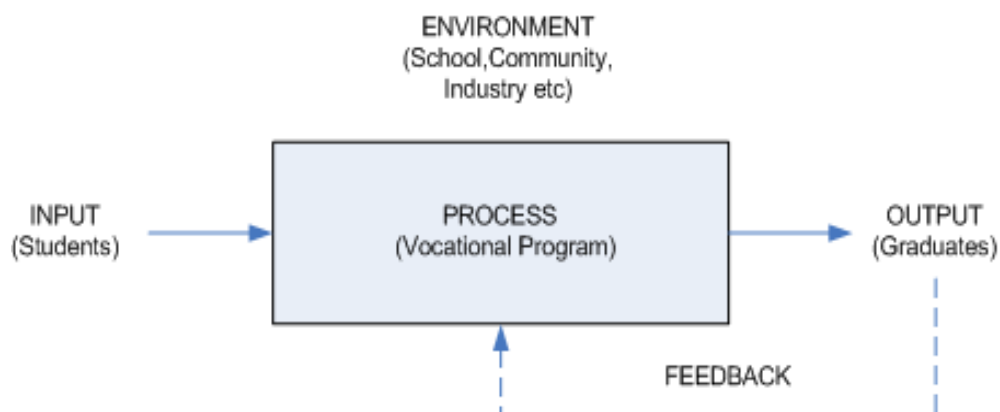 ENVIRONMENT
(School,Community,
Industry etc)
INPUT
(Students)
PROCESS
(Vocational Program)
OUTPUT
(Graduates)
FEEDBACK